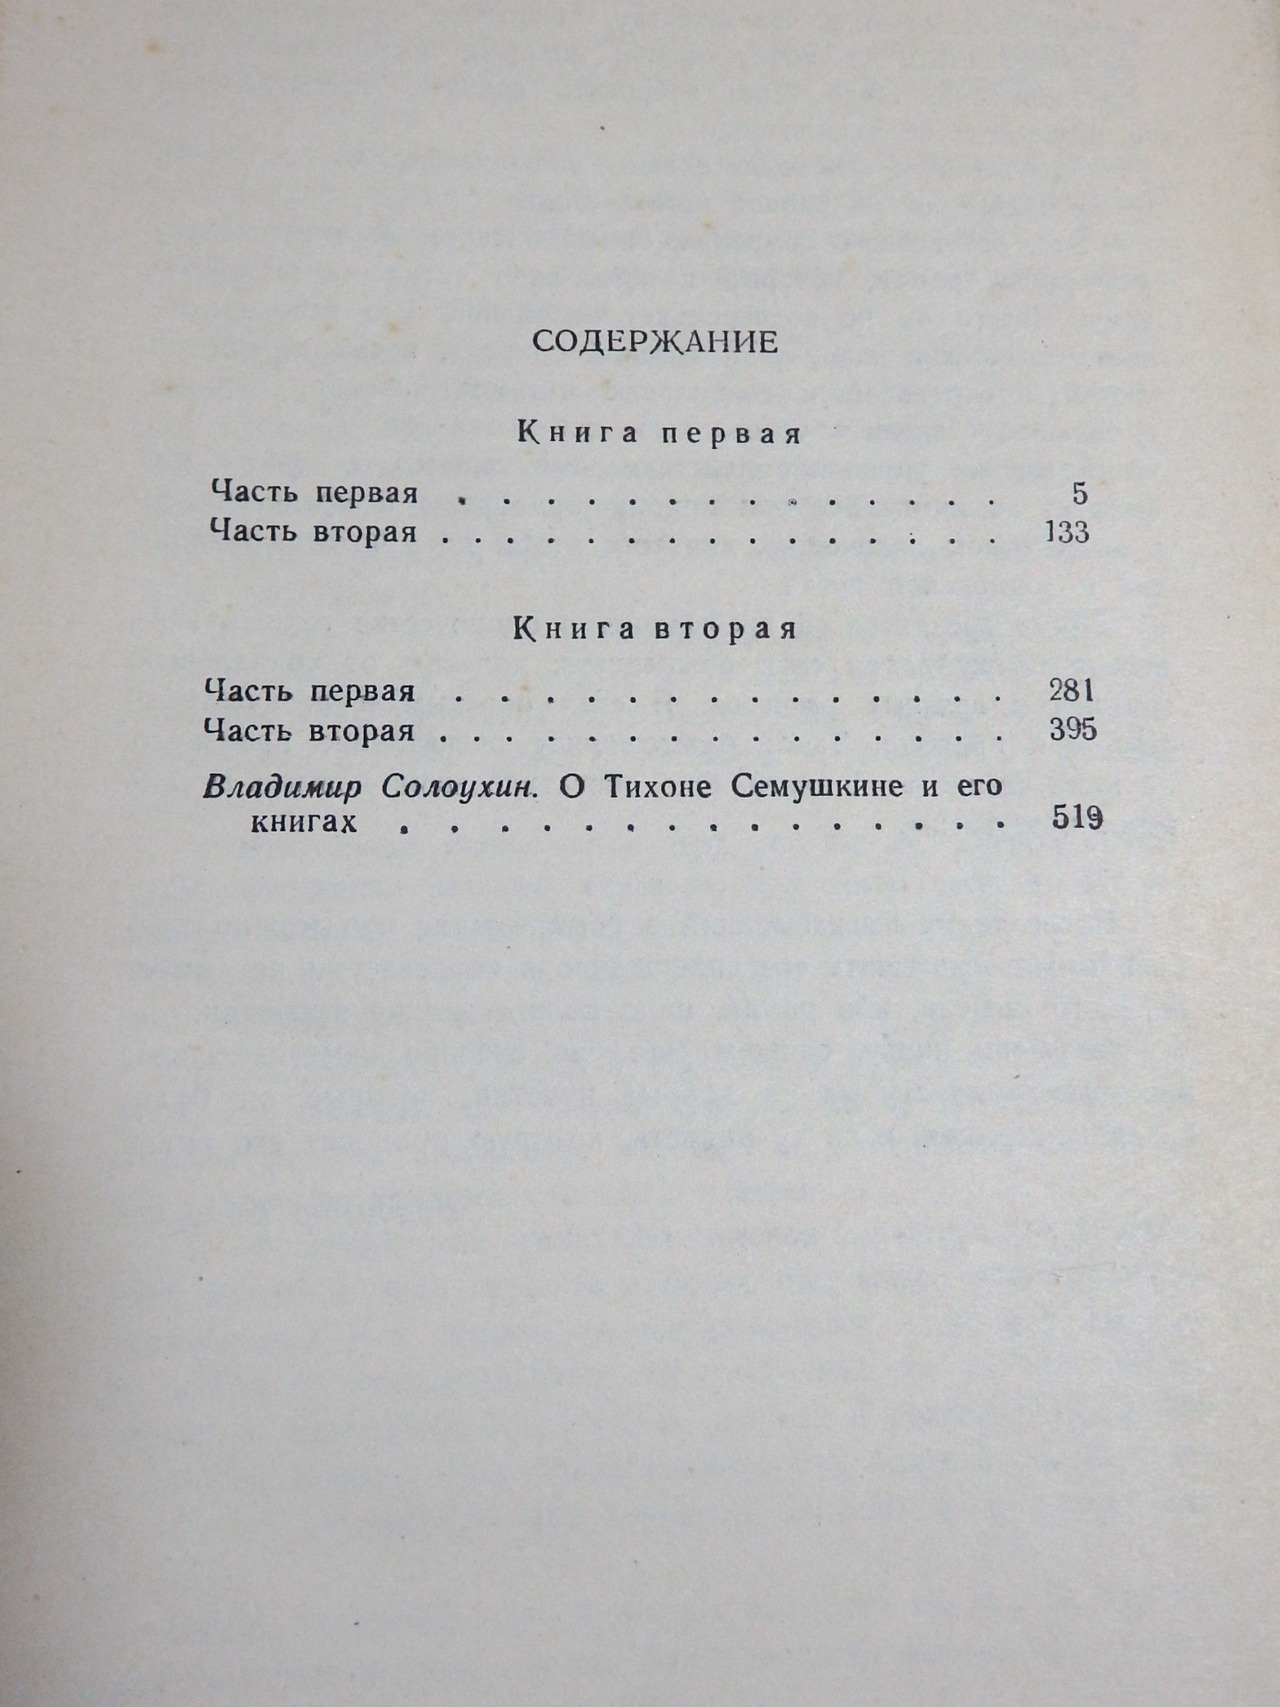 СОДЕРЖАНИЕ
Книга первая
Часть первая . . . . . . . . . . . . . . 5
Часть вторая . . . . . . . . . . . . . . . 133
Книга вторая
Часть первая . . . . . . . . . . . . . . 281
Часть вторая . . . . . . . . . . . . . . . 395
Владимир Солоухин. О Тихоне Семушкине и его
книгах . . . . . . . . . . . . . . . 519